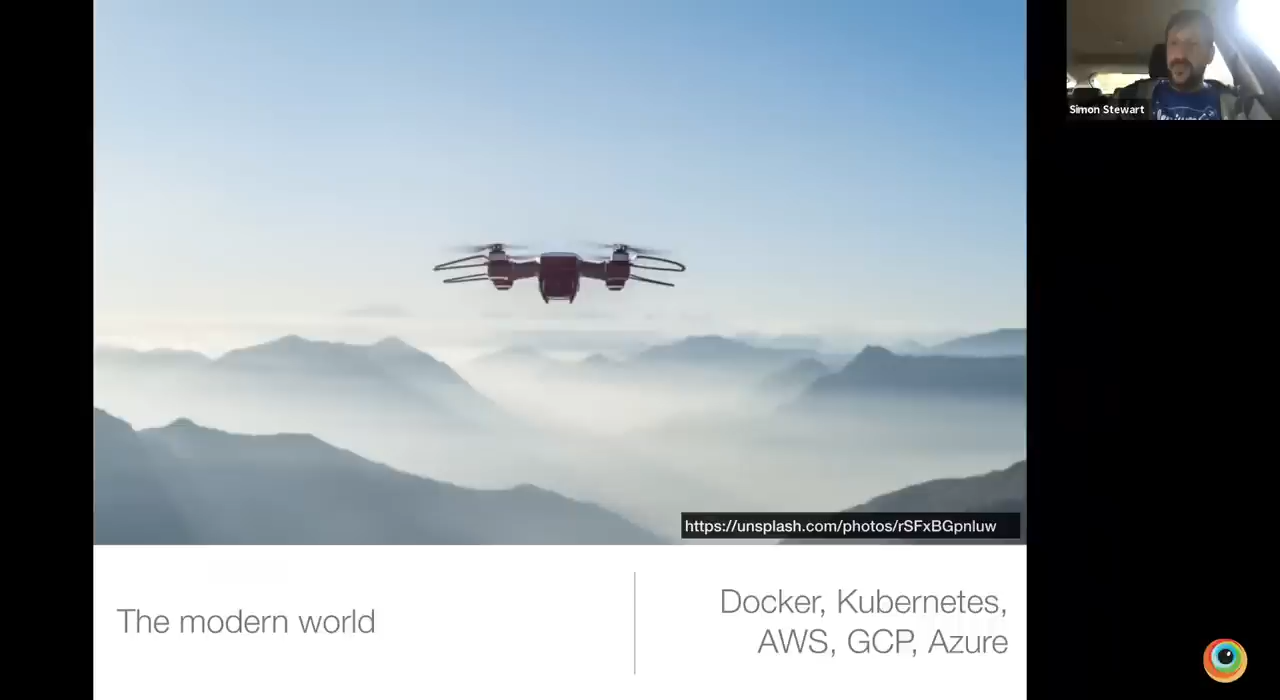 Simon Stewart
https://unsplash.com/photos/rSFxBGpnluw
The modern world
Docker, Kubernetes,
AWS, GCP, Azure